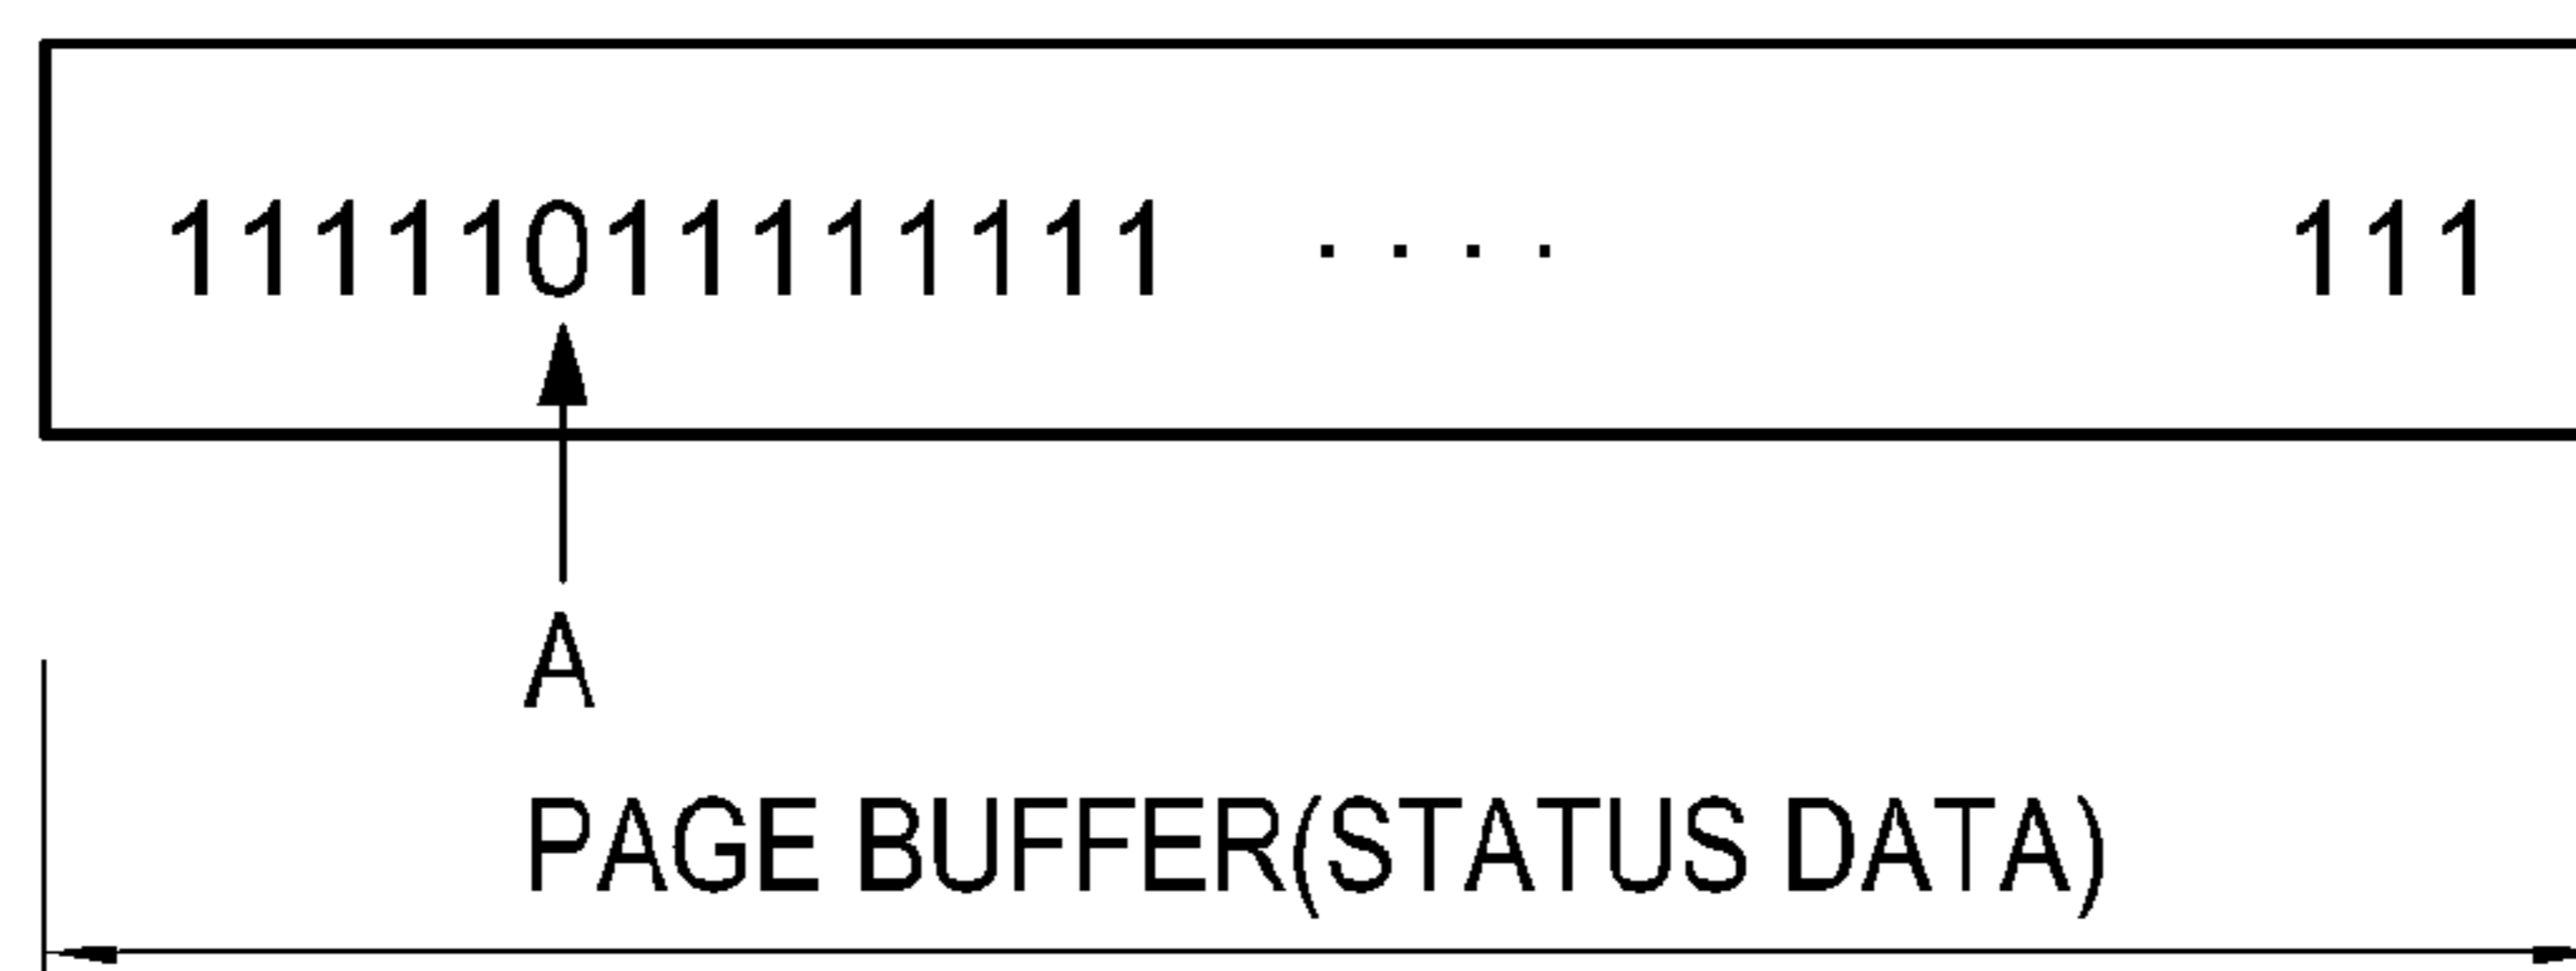 11111011111111 · · · · 111
A
PAGE BUFFER(STATUS DATA)